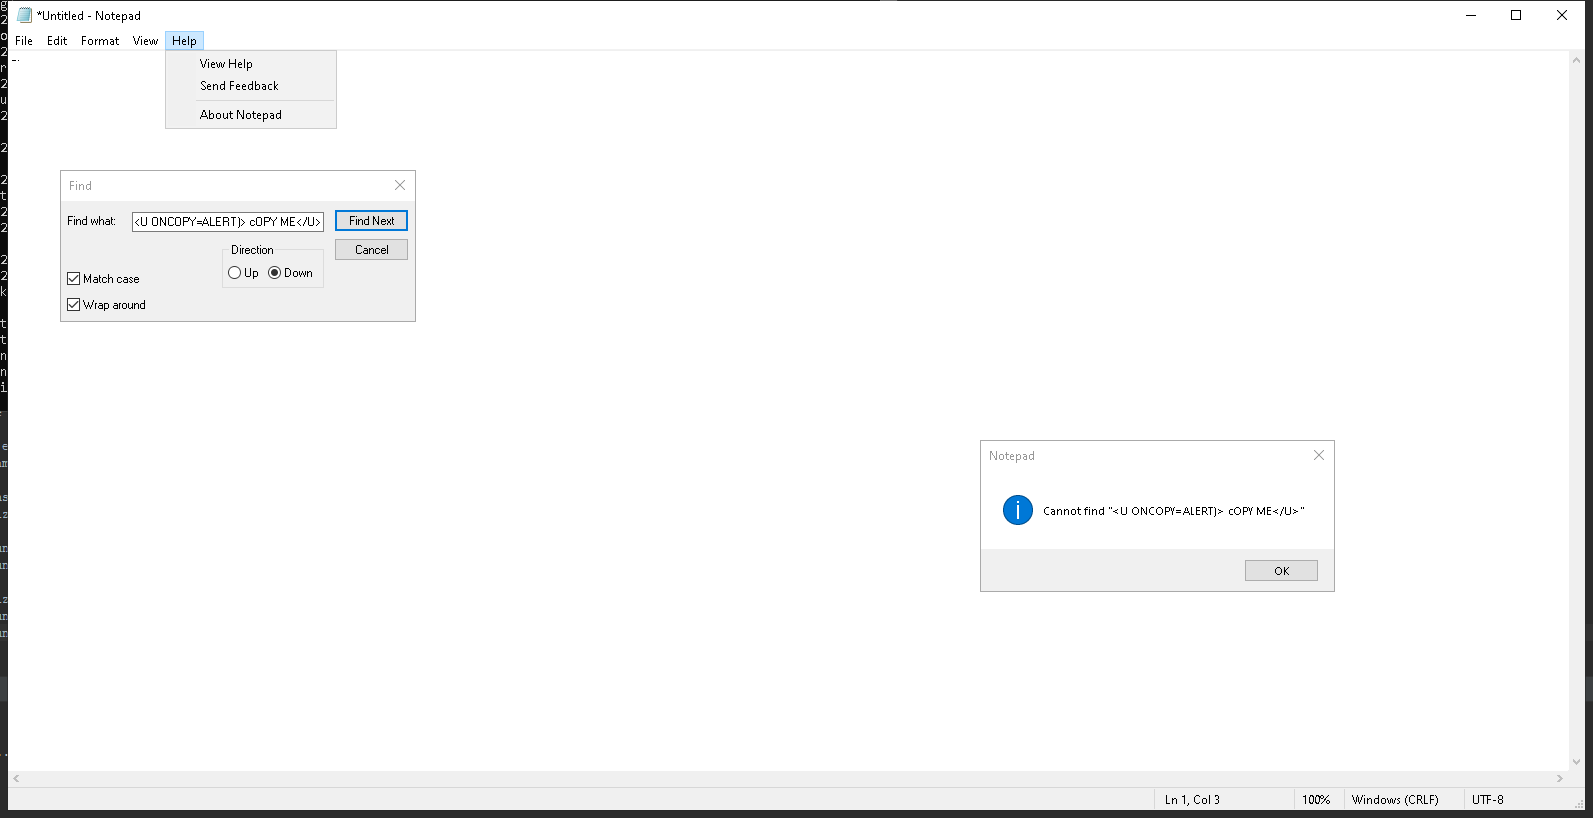 *Untitled - Notepad
File Edit Format View Help
View Help
Send Feedback
About Notepad
Find
Find what: <U ONCOPY=ALERT)> cOPY ME</U> Find Next
Direction Cancel
Up Down
Match case
Wrap around
Notepad
Cannot find "<U ONCOPY=ALERT)> cOPY ME</U>"
OK
Ln 1, Col 3 100% Windows (CRLF) UTF-8